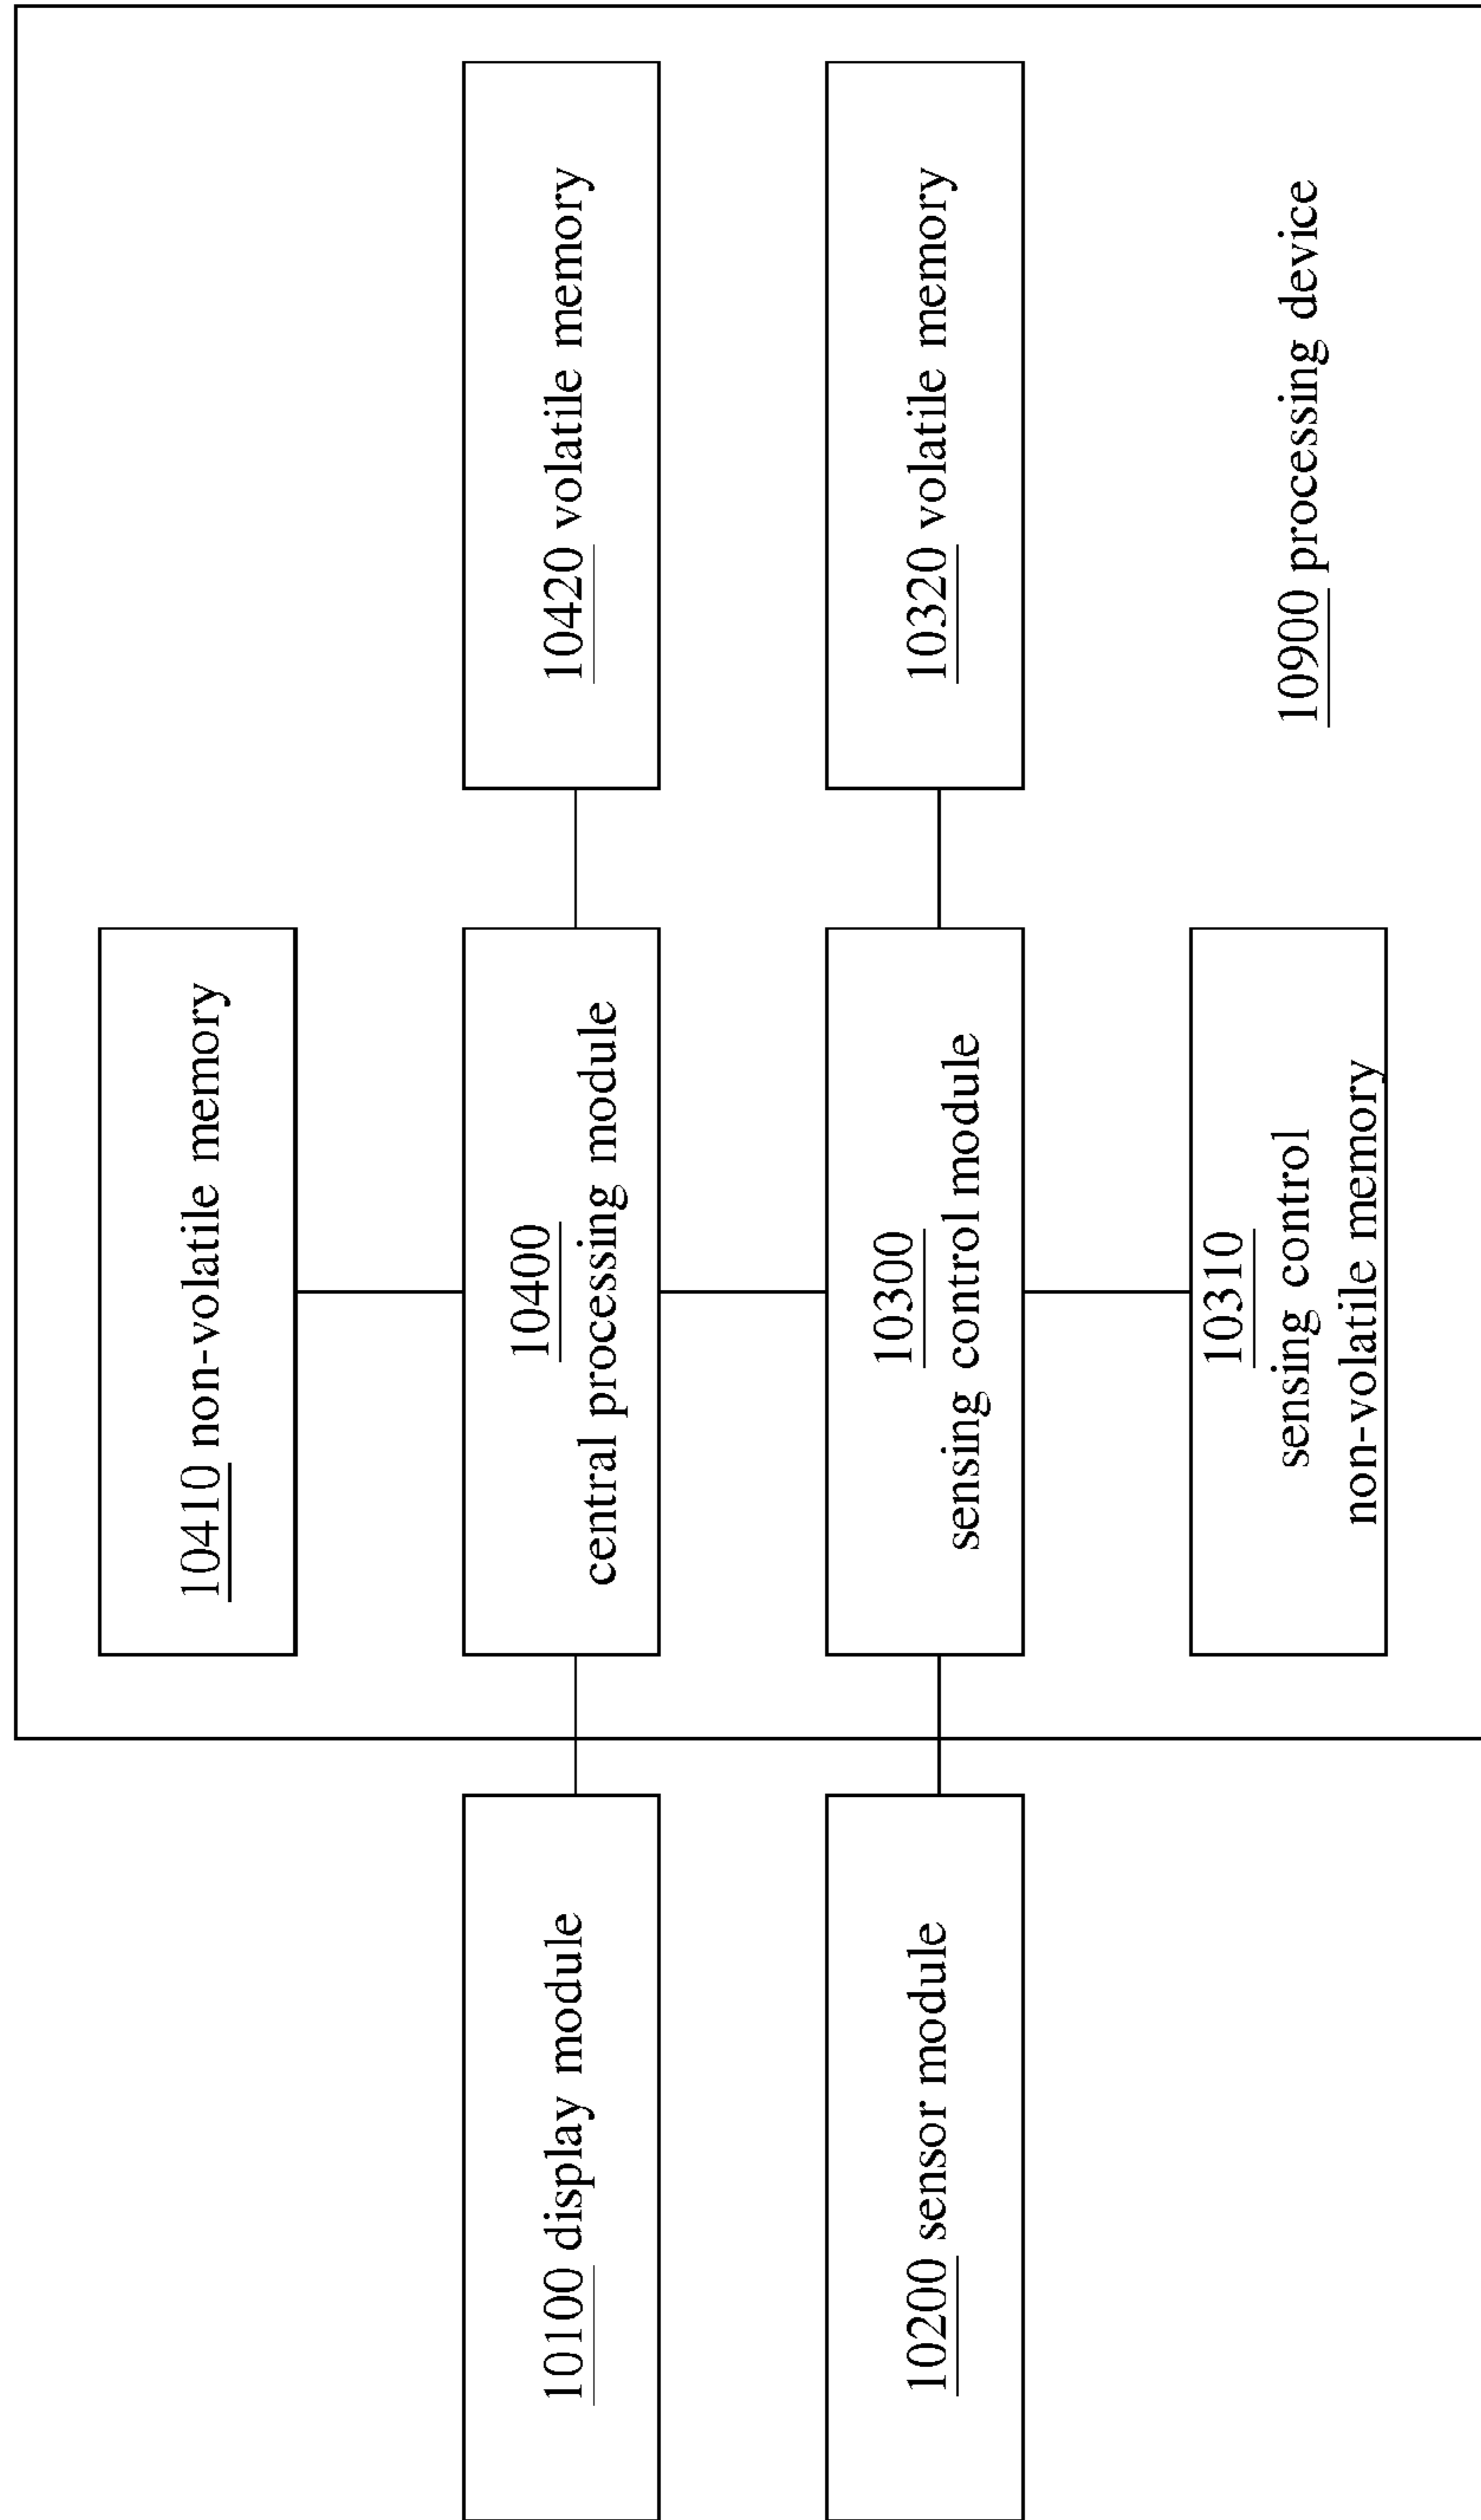 10410 non-volatile memory
10100 display module
10400
central processing module
10420 volatile memory
10200 sensor module
10300
sensing control module
10320 volatile memory
10310
sensing control
non-volatile memory
10900 processing device